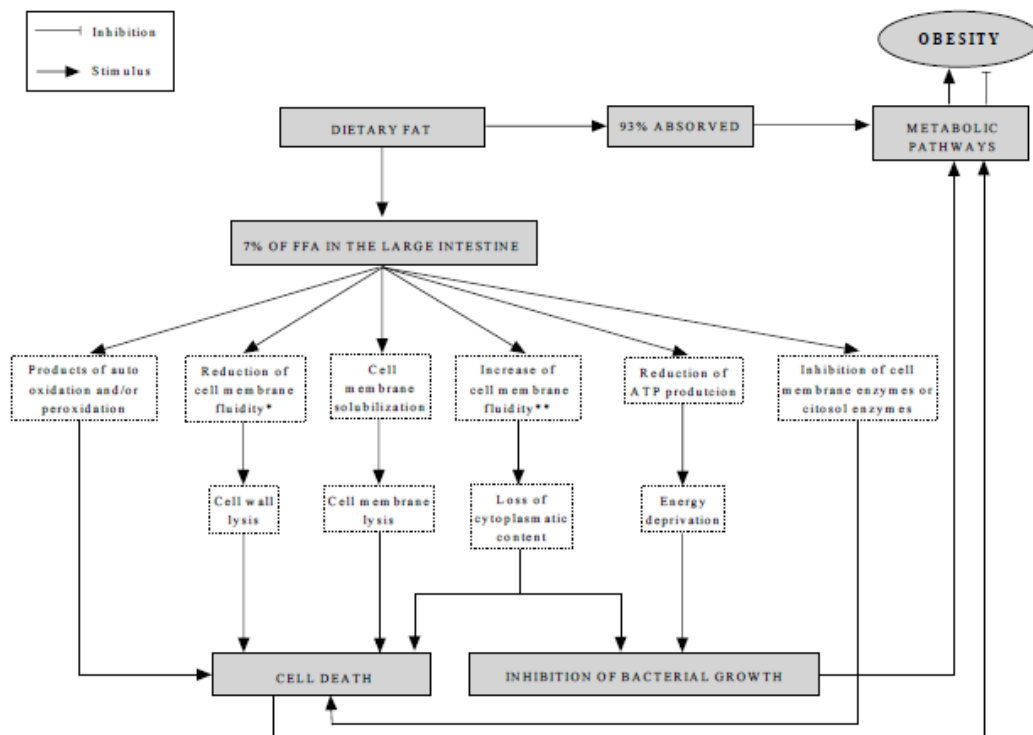 Inhibition
Stimulus
OBESITY
DIETARY FAT
93% ABSORVED
METABOLIC
PATHWAYS
7% OF FFA IN THE LARGE INTESTINE
Products of auto
oxidation and/or
peroxidation
Reduction of
cell membrane
fluidity*
Cell
membrane
solubilization
Increase of
cell membrane
fluidity**
Reduction of
ATP produtcion
Inhibition of cell
membrane enzymes or
citosol enzymes
Cell wall
lysis
Cell membrane
lysis
Loss of
cytoplasmatic
content
Energy
deprivation
CELL DEATH
INHIBITION OF BACTERIAL GROWTH